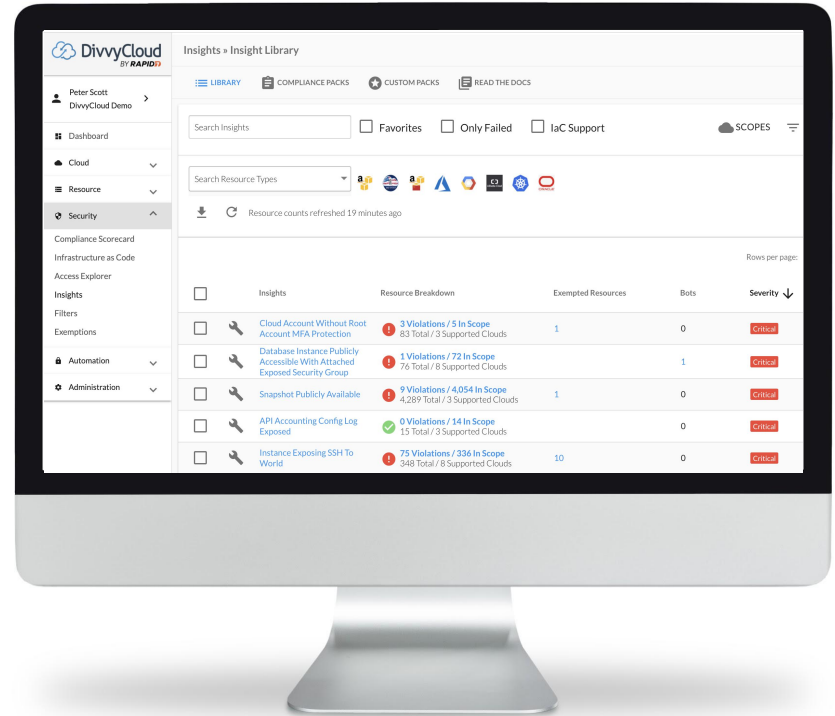 DivvyCloud
BY RAPID7
Peter Scott
DivvyCloud Demo
Dashboard
Cloud
Resource
Security
Compliance Scorecard
Infrastructure as Code
Access Explorer
Insights
Filters
Exemptions
Automation
Administration
Insights » Insight Library
LIBRARY COMPLIANCE PACKS CUSTOM PACKS READ THE DOCS
Search Insights Favorites Only Failed IaC Support SCOPES
Search Resource Types
Resource counts refreshed 19 minutes ago
Rows per page:
Insights Resource Breakdown Exempted Resources Bots Severity
Cloud Account Without Root 3 Violations / 5 In Scope
Account MFA Protection 83 Total / 3 Supported Clouds 1 0 Critical
Database Instance Publicly
Accessible With Attached 1 Violations / 72 In Scope
Exposed Security Group 76 Total / 8 Supported Clouds 1 Critical
Snapshot Publicly Available 9 Violations / 4,054 In Scope
4,289 Total / 3 Supported Clouds 1 0 Critical
API Accounting Config Log 0 Violations / 14 In Scope
Exposed 15 Total / 3 Supported Clouds 0 Critical
Instance Exposing SSH To 75 Violations / 336 In Scope
World 348 Total / 8 Supported Clouds 10 0 Critical